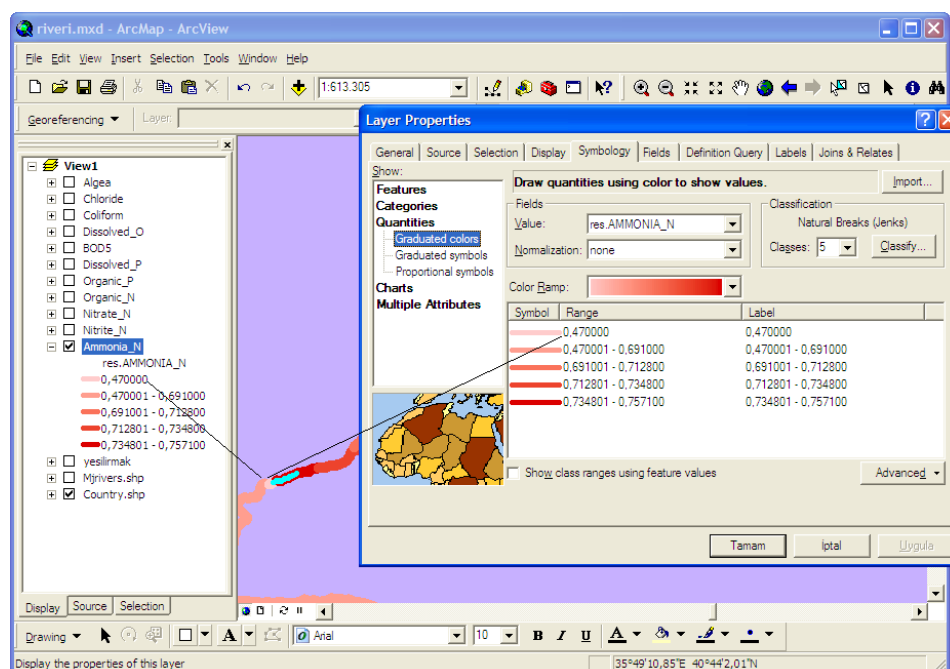 riveri.mxd - ArcMap - ArcView
File Edit View Insert Selection Tools Window Help
1:613.305
Georeferencing Layer:
Layer Properties
General Source Selection Display Symbology Fields Definition Query Labels Joins & Relates
Show:
Features
Categories
Quantities
Graduated colors
Graduated symbols
Proportional symbols
Charts
Multiple Attributes
Draw quantities using color to show values.
Import...
Fields
Value: res.AMMONIA_N
Normalization: none
Classification
Natural Breaks (Jenks)
Classes: 5 Classify...
Color Ramp:
Symbol Range Label
0,470000 0,470000
0,470001 - 0,691000 0,470001 - 0,691000
0,691001 - 0,712800 0,691001 - 0,712800
0,712801 - 0,734800 0,712801 - 0,734800
0,734801 - 0,757100 0,734801 - 0,757100
Show class ranges using feature values
Advanced
Tamam İptal Uygula
View1
Algea
Chloride
Coliform
Dissolved_O
BOD5
Dissolved_P
Organic_P
Organic_N
Nitrate_N
Nitrite_N
Ammonia_N
res.AMMONIA_N
0,470000
0,470001 - 0,691000
0,691001 - 0,712800
0,712801 - 0,734800
0,734801 - 0,757100
yesilirmak
Mjrivers.shp
Country.shp
Display Source Selection
Drawing A Arial 10 B I U A
Display the properties of this layer
35°49'10,85"E 40°44'2,01"N